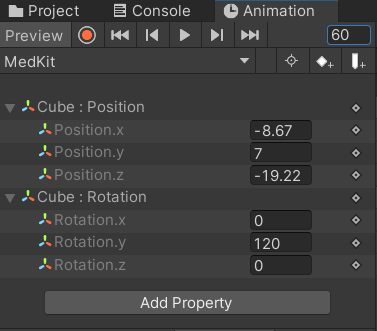 Project Console Animation
Preview 60
MedKit
Cube : Position
Position.x -8.67
Position.y 7
Position.z -19.22
Cube : Rotation
Rotation.x 0
Rotation.y 120
Rotation.z 0
Add Property